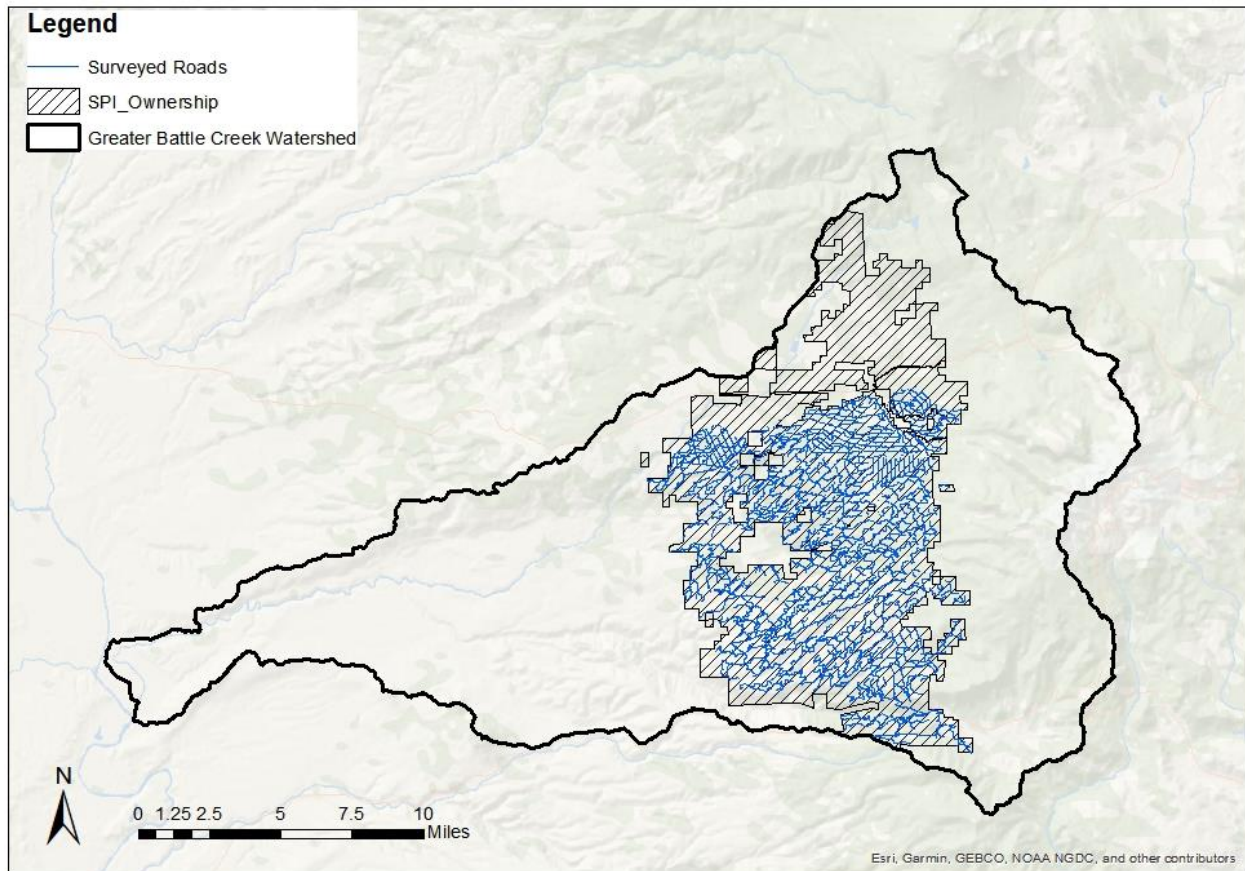 Legend
Surveyed Roads
SPI_Ownership
Greater Battle Creek Watershed
N
0 1.25 2.5 5 7.5 10
Miles
Esri, Garmin, GEBCO, NOAA NGDC, and other contributors